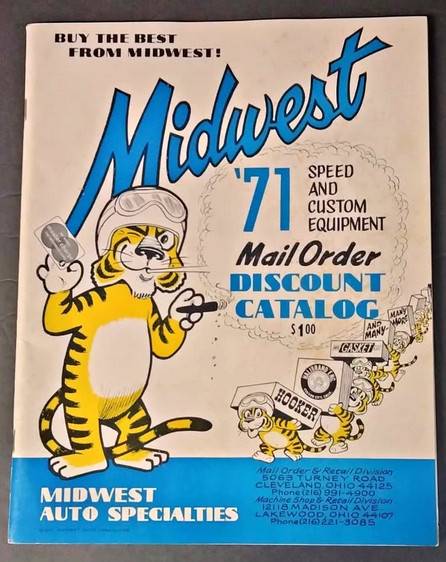 BUY THE BEST
FROM MIDWEST!
Midwest
'71
SPEED
AND
CUSTOM
EQUIPMENT
Mail Order
DISCOUNT
CATALOG
$1.00
MANY
MORE
AND
MANY
GASKET
HOOKER
MIDWEST
AUTO SPECIALTIES
Mail Order & Retail Division
5063 TURNEY ROAD
CLEVELAND, OHIO 44125
Phone (216) 991-4900
Machine Shop & Retail Division
12118 MADISON AVE
LAKEWOOD, OHIO 44107
Phone (216) 221-3085